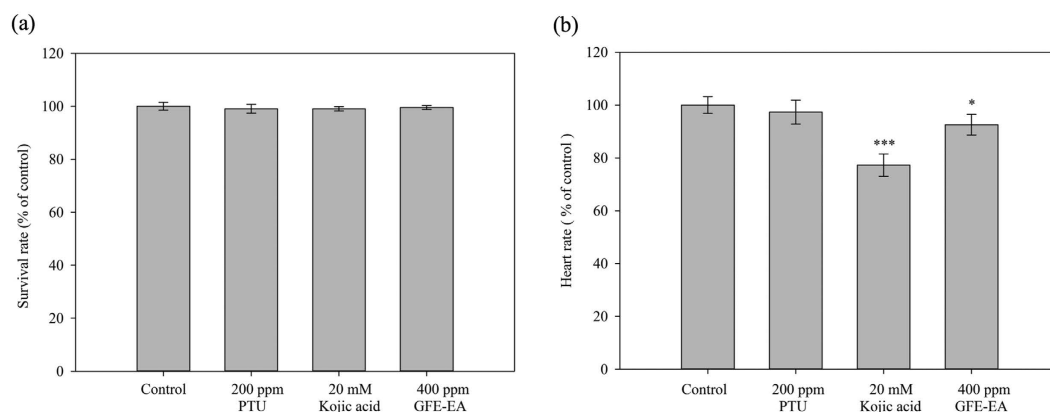 (a)
Survival rate (% of control)
120
100
80
60
40
20
0
Control
200 ppm
PTU
20 mM
Kojic acid
400 ppm
GFE-EA
(b)
Heart rate ( % of control )
120
100
80
60
40
20
0
***
*
Control
200 ppm
PTU
20 mM
Kojic acid
400 ppm
GFE-EA